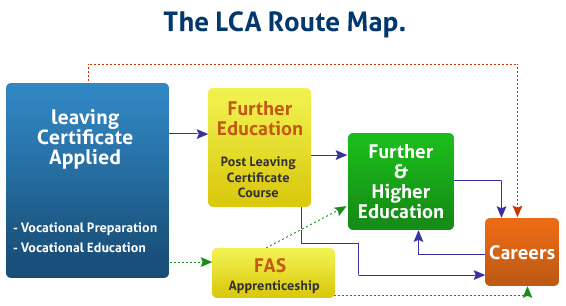 The LCA Route Map.
leaving
Certificate
Applied
- Vocational Preparation
- Vocational Education
Further
Education
Post Leaving
Certificate
Course
FAS
Apprenticeship
Further
&
Higher
Education
Careers